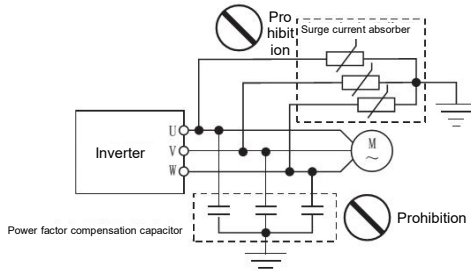 Pro
hibit
ion
Surge current absorber
U
V
W
Inverter
M
~
Power factor compensation capacitor
Prohibition